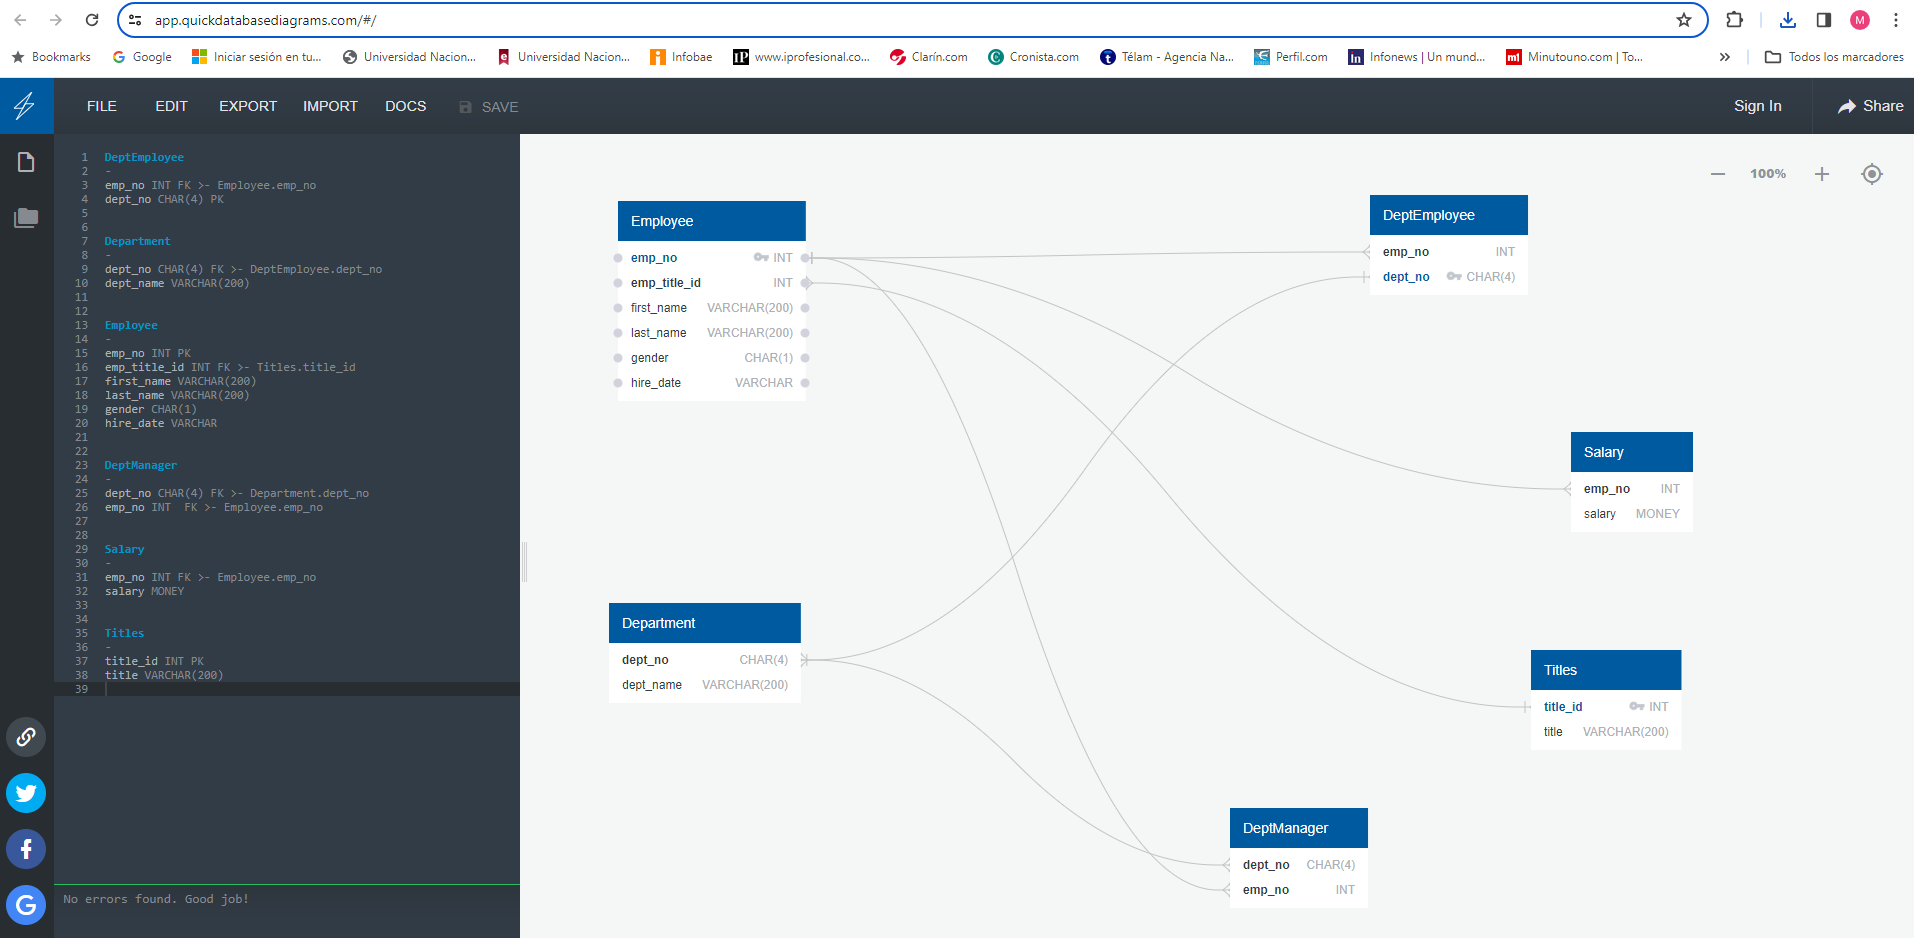 app.quickdatabasediagrams.com/#/
M
Bookmarks
Google
Iniciar sesión en tu...
Universidad Nacion...
Universidad Nacion...
Infobae
www.iprofesional.co...
Clarín.com
Cronista.com
Télam - Agencia Na...
Perfil.com
Infonews | Un mund...
Minutouno.com | To...
Todos los marcadores
FILE
EDIT
EXPORT
IMPORT
DOCS
SAVE
Sign In
Share
1 DeptEmployee
2 -
3 emp_no INT FK >- Employee.emp_no
4 dept_no CHAR(4) PK
5
6
7 Department
8 -
9 dept_no CHAR(4) FK >- DeptEmployee.dept_no
10 dept_name VARCHAR(200)
11
12
13 Employee
14 -
15 emp_no INT PK
16 emp_title_id INT FK >- Titles.title_id
17 first_name VARCHAR(200)
18 last_name VARCHAR(200)
19 gender CHAR(1)
20 hire_date VARCHAR
21
22
23 DeptManager
24 -
25 dept_no CHAR(4) FK >- Department.dept_no
26 emp_no INT  FK >- Employee.emp_no
27
28
29 Salary
30 -
31 emp_no INT FK >- Employee.emp_no
32 salary MONEY
33
34
35 Titles
36 -
37 title_id INT PK
38 title VARCHAR(200)
39
No errors found. Good job!
100%
Employee
emp_no INT
emp_title_id INT
first_name VARCHAR(200)
last_name VARCHAR(200)
gender CHAR(1)
hire_date VARCHAR
DeptEmployee
emp_no INT
dept_no CHAR(4)
Salary
emp_no INT
salary MONEY
Department
dept_no CHAR(4)
dept_name VARCHAR(200)
Titles
title_id INT
title VARCHAR(200)
DeptManager
dept_no CHAR(4)
emp_no INT